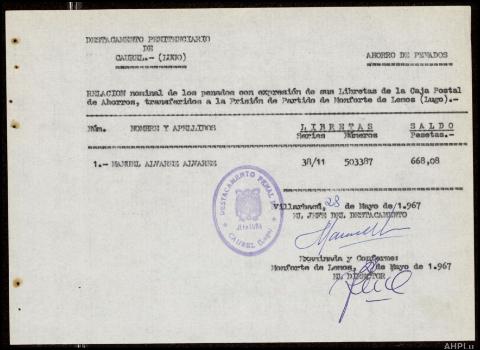 DESTACAMENTO PENITENCIARIO
DE
CAUREL.- (LUGO)
AHORRO DE PENADOS
RELACION nominal de los penados con expresión de sus Libretas de la Caja Postal
de Ahorros, transferidos a la Prisión de Partido de Monforte de Lemos (Lugo).-
Núm. NOMBRE Y APELLIDOS LIBRETAS SALDO
Series Números Pesetas.-
1.- MANUEL ALVAREZ ALVAREZ 38/11 503387 668,08
DESTACAMENTO PENAL
JEFATURA
CAUREL (Lugo)
Villarbacú, 28 de Mayo de 1.967
EL JEFE DEL DESTACAMENTO
Examinada y Conforme:
Monforte de Lemos, de Mayo de 1.967
EL DIRECTOR
AHPLu